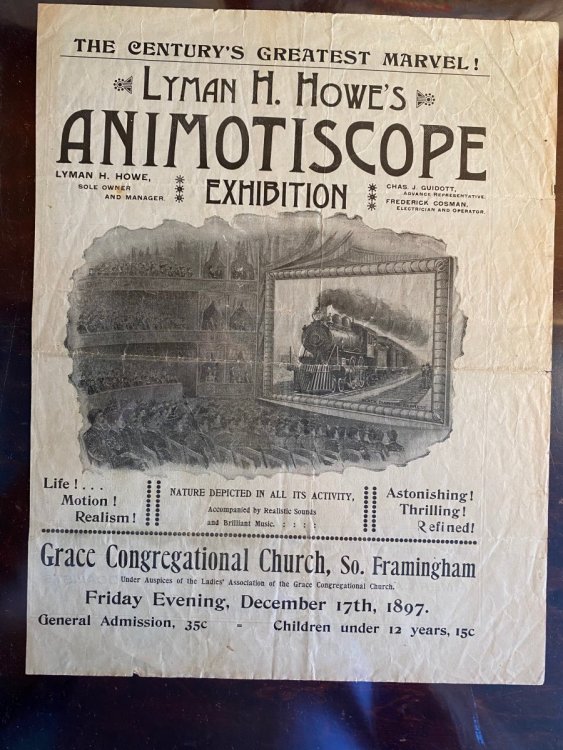 THE CENTURY'S GREATEST MARVEL!
LYMAN H. HOWE'S
ANIMOTISCOPE
LYMAN H. HOWE,
SOLE OWNER
AND MANAGER.
EXHIBITION
CHAS. J. GUIDOTT,
ADVANCE REPRESENTATIVE.
FREDERICK COSMAN,
ELECTRICIAN AND OPERATOR.
Life! . . .
Motion!
Realism!
NATURE DEPICTED IN ALL ITS ACTIVITY,
Accompanied by Realistic Sounds
and Brilliant Music. : : : :
Astonishing!
Thrilling!
Refined!
Grace Congregational Church, So. Framingham
Under Auspices of the Ladies' Association of the Grace Congregational Church.
Friday Evening, December 17th, 1897.
General Admission, 35c = Children under 12 years, 15c